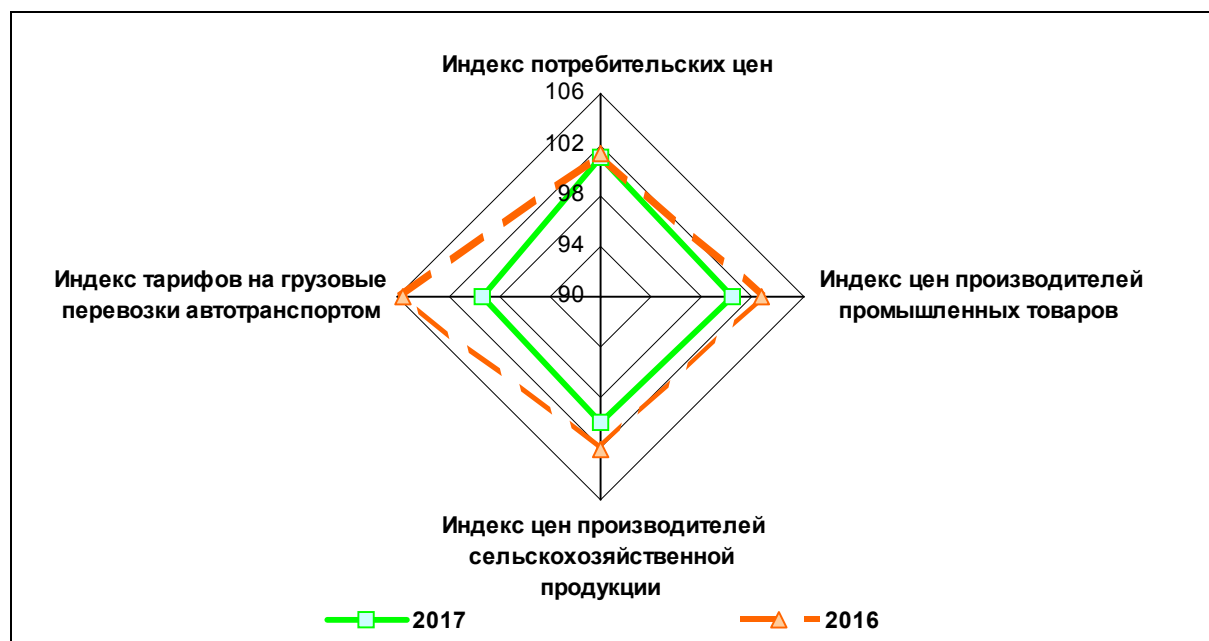 Индекс потребительских цен
106
102
98
94
90
Индекс тарифов на грузовые
перевозки автотранспортом
Индекс цен производителей
промышленных товаров
Индекс цен производителей
сельскохозяйственной
продукции
2017
2016